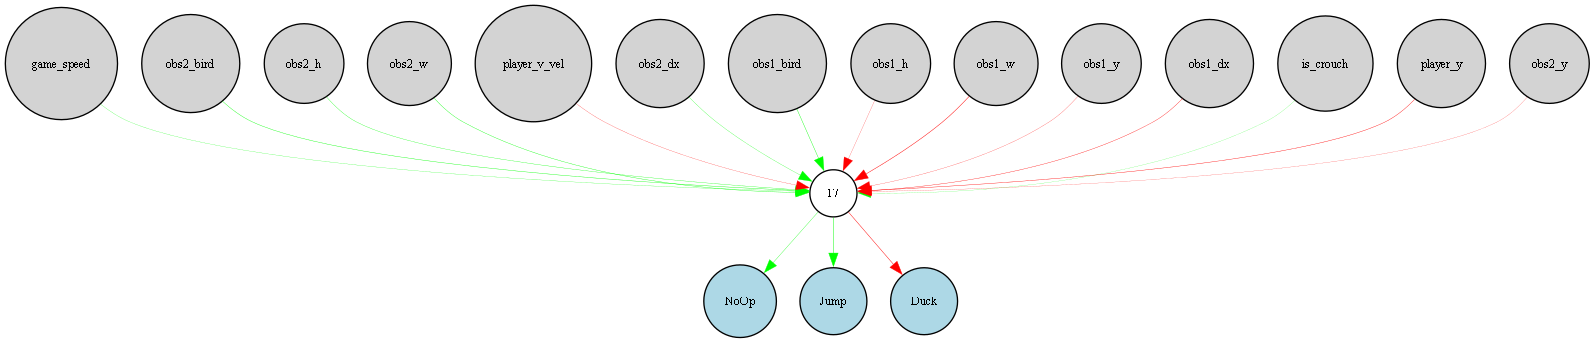 game_speed
obs2_bird
obs2_h
obs2_w
player_v_vel
obs2_dx
obs1_bird
obs1_h
obs1_w
obs1_y
obs1_dx
is_crouch
player_y
obs2_y
17
NoOp
Jump
Duck